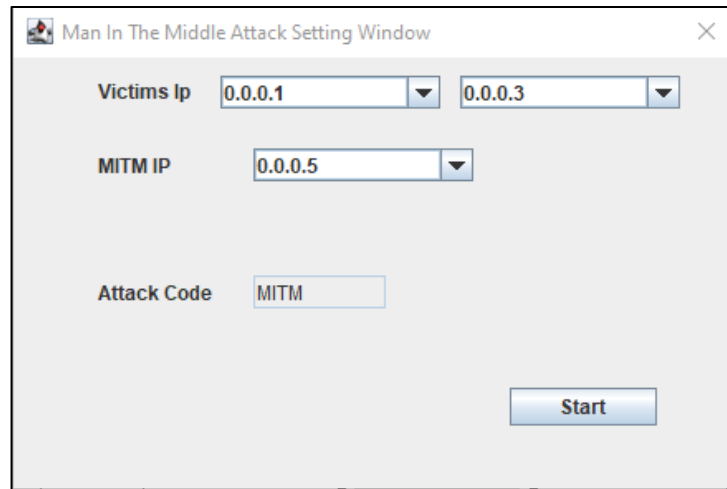 Man In The Middle Attack Setting Window
Victims Ip 0.0.0.1 0.0.0.3
MITM IP 0.0.0.5
Attack Code MITM
Start